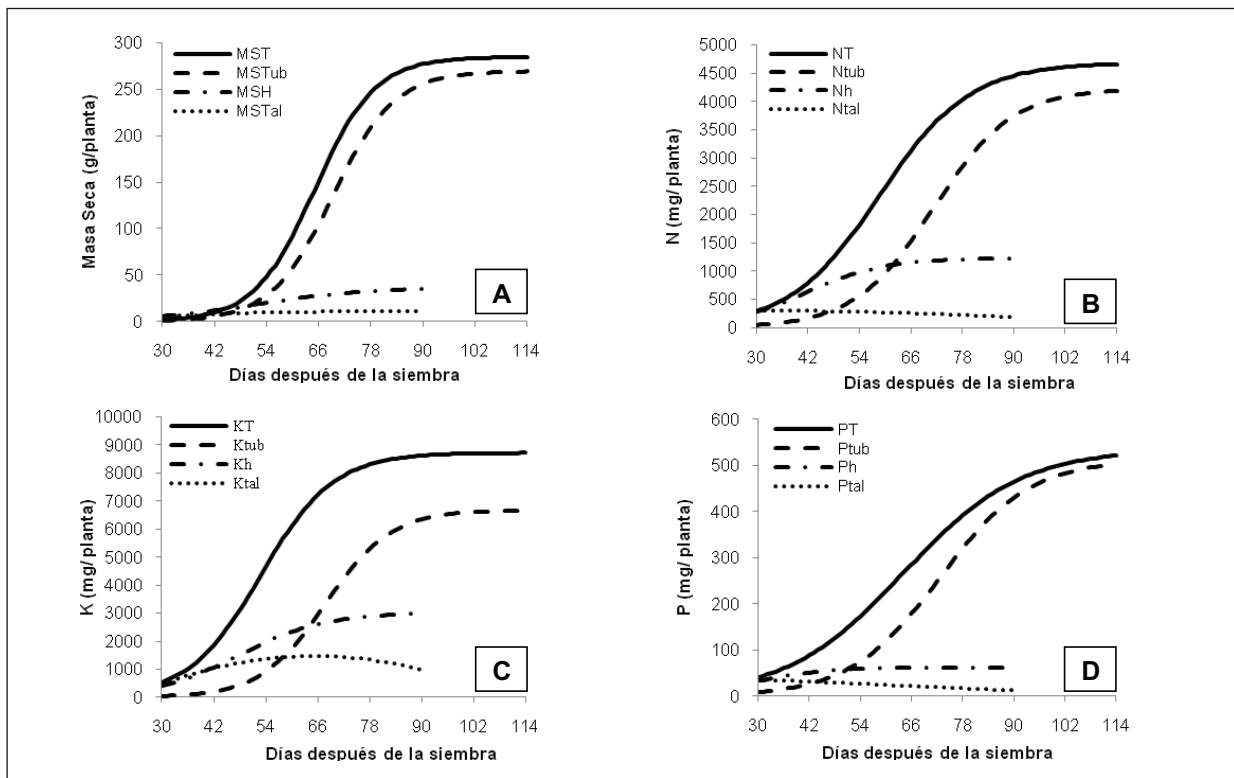 300
250
200
150
100
50
0
Masa Seca (g/planta)
MST
MSTub
MSH
MSTal
A
30 42 54 66 78 90 102 114
Días después de la siembra
5000
4500
4000
3500
3000
2500
2000
1500
1000
500
0
N (mg/ planta)
NT
Ntub
Nh
Ntal
B
30 42 54 66 78 90 102 114
Días después de la siembra
10000
9000
8000
7000
6000
5000
4000
3000
2000
1000
0
K (mg/ planta)
KT
Ktub
Kh
Ktal
C
30 42 54 66 78 90 102 114
Días después de la siembra
600
500
400
300
200
100
0
P (mg/ planta)
PT
Ptub
Ph
Ptal
D
30 42 54 66 78 90 102 114
Días después de la siembra